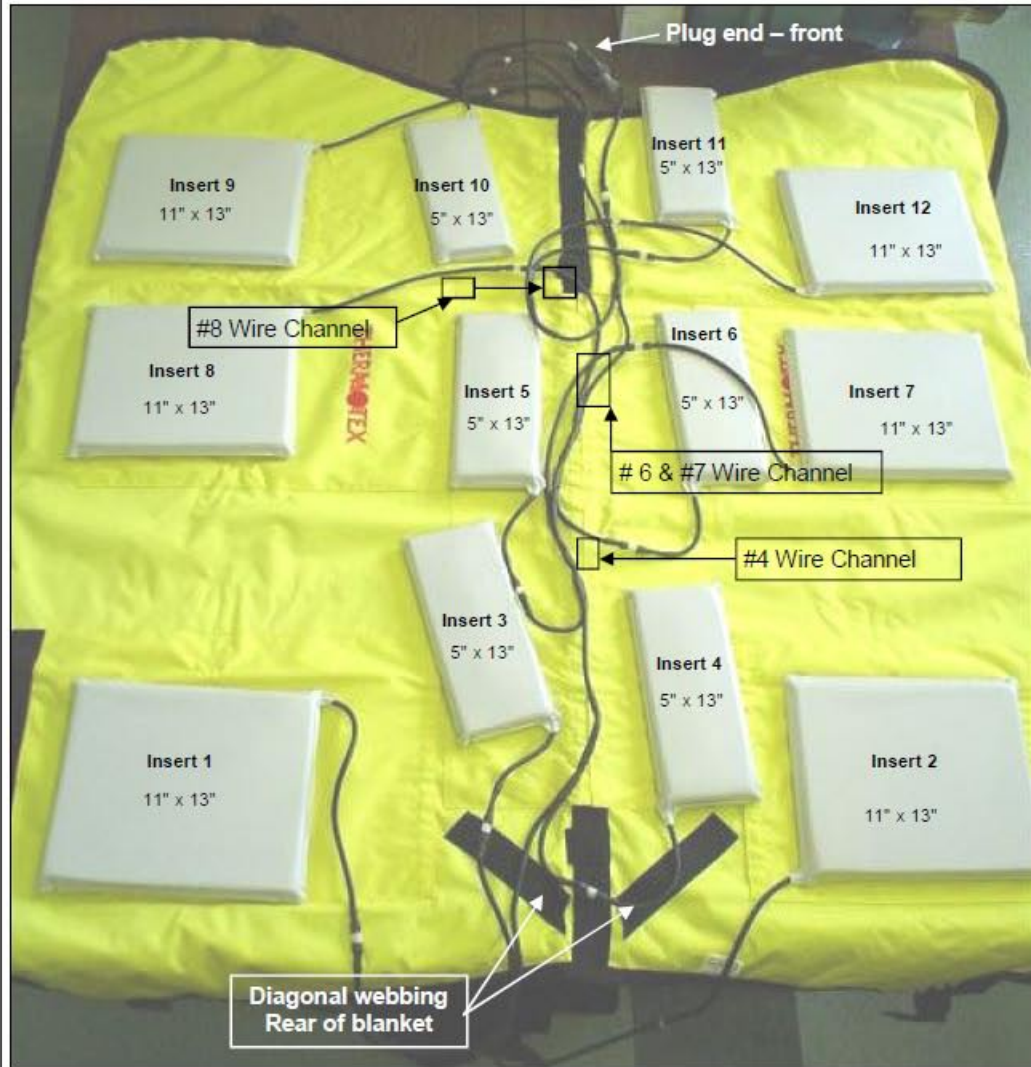 Plug end – front
Insert 11
5" x 13"
Insert 9
11" x 13"
Insert 10
5" x 13"
Insert 12
11" x 13"
#8 Wire Channel
THERMOTEX
Insert 8
11" x 13"
Insert 5
5" x 13"
Insert 6
5" x 13"
THERMOTEX
Insert 7
11" x 13"
# 6 & #7 Wire Channel
#4 Wire Channel
Insert 3
5" x 13"
Insert 4
5" x 13"
Insert 1
11" x 13"
Insert 2
11" x 13"
Diagonal webbing
Rear of blanket